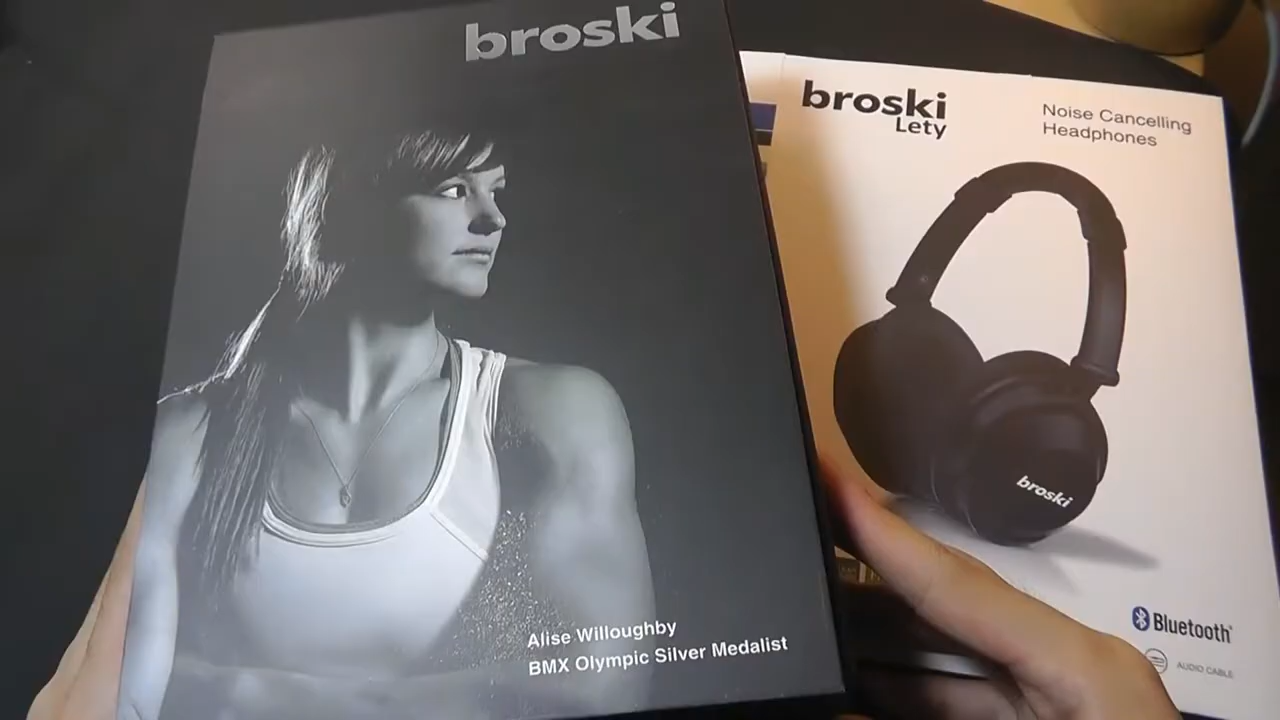 broski
Alise Willoughby
BMX Olympic Silver Medalist
broski
Lety
Noise Cancelling
Headphones
broski
Bluetooth®
AUDIO CABLE